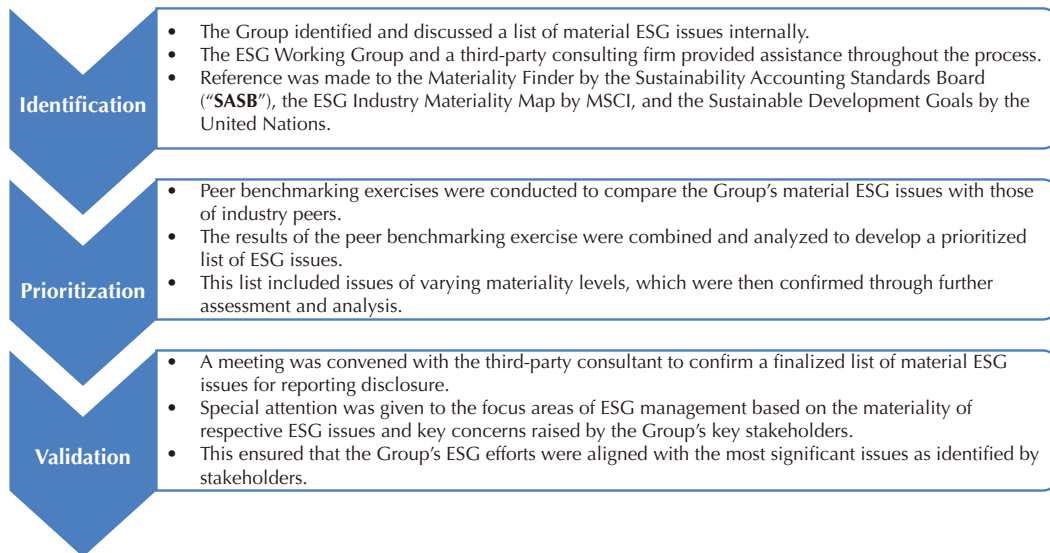 Identification
• The Group identified and discussed a list of material ESG issues internally.
• The ESG Working Group and a third-party consulting firm provided assistance throughout the process.
• Reference was made to the Materiality Finder by the Sustainability Accounting Standards Board
(“SASB”), the ESG Industry Materiality Map by MSCI, and the Sustainable Development Goals by the
United Nations.
Prioritization
• Peer benchmarking exercises were conducted to compare the Group’s material ESG issues with those
of industry peers.
• The results of the peer benchmarking exercise were combined and analyzed to develop a prioritized
list of ESG issues.
• This list included issues of varying materiality levels, which were then confirmed through further
assessment and analysis.
Validation
• A meeting was convened with the third-party consultant to confirm a finalized list of material ESG
issues for reporting disclosure.
• Special attention was given to the focus areas of ESG management based on the materiality of
respective ESG issues and key concerns raised by the Group’s key stakeholders.
• This ensured that the Group’s ESG efforts were aligned with the most significant issues as identified by
stakeholders.